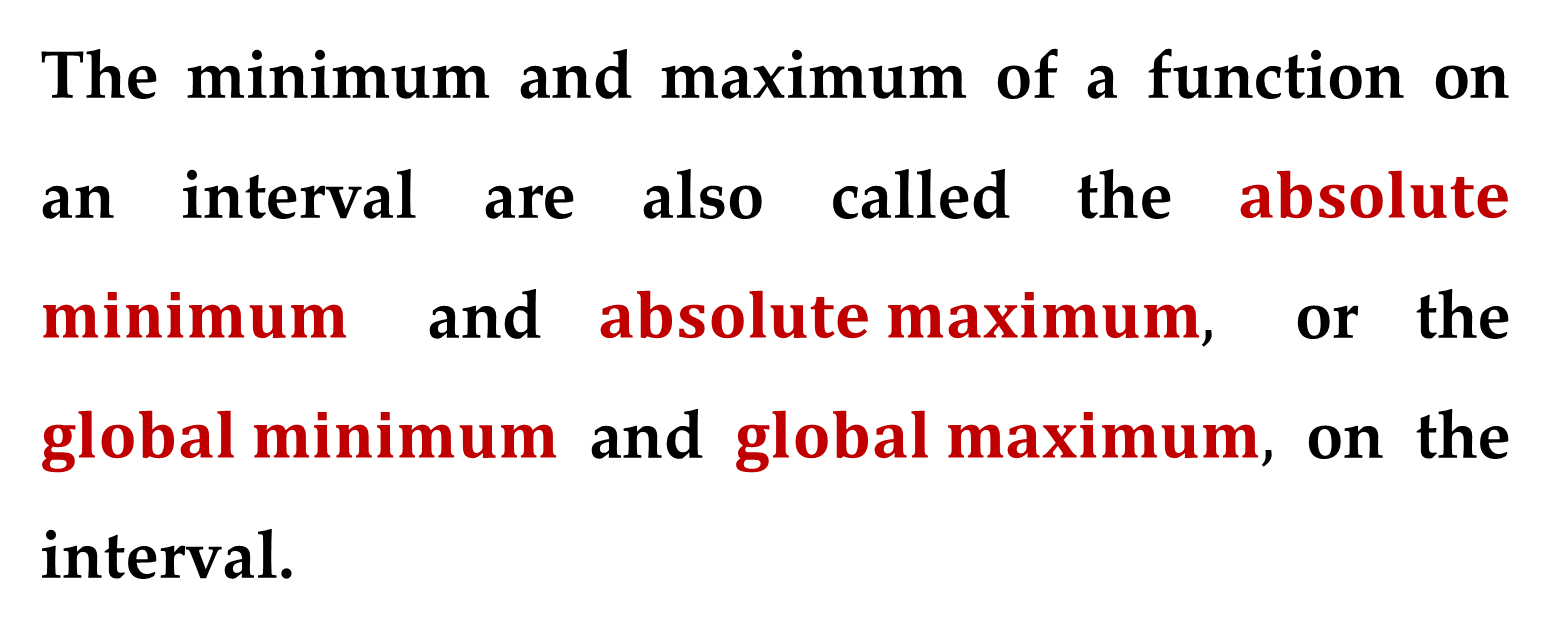 The minimum and maximum of a function on
an interval are also called the absolute
minimum and absolute maximum, or the
global minimum and global maximum, on the
interval.